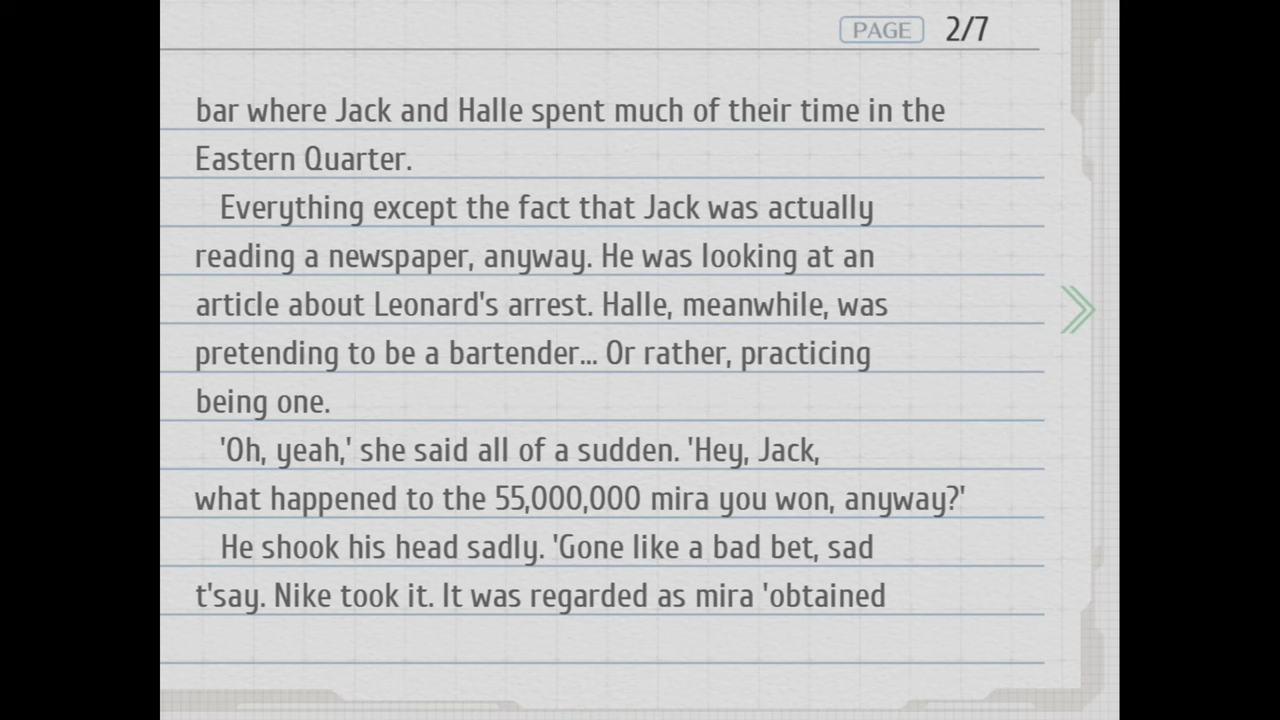 PAGE 2/7
bar where Jack and Halle spent much of their time in the
Eastern Quarter.
Everything except the fact that Jack was actually
reading a newspaper, anyway. He was looking at an
article about Leonard's arrest. Halle, meanwhile, was
pretending to be a bartender... Or rather, practicing
being one.
'Oh, yeah,' she said all of a sudden. 'Hey, Jack,
what happened to the 55,000,000 mira you won, anyway?'
He shook his head sadly. 'Gone like a bad bet, sad
t'say. Nike took it. It was regarded as mira 'obtained